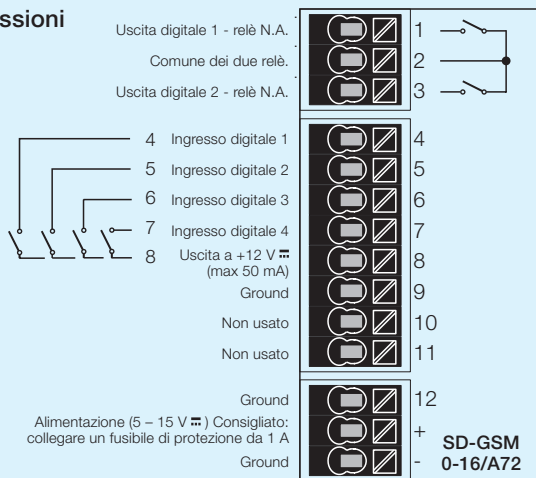 ssioni
Uscita digitale 1 - relè N.A. 1
Comune dei due relè. 2
Uscita digitale 2 - relè N.A. 3
4 Ingresso digitale 1 4
5 Ingresso digitale 2 5
6 Ingresso digitale 3 6
7 Ingresso digitale 4 7
8 Uscita a +12 V ⎓ 8
(max 50 mA)
Ground 9
Non usato 10
Non usato 11
Ground 12
Alimentazione (5 – 15 V ⎓ ) Consigliato:
collegare un fusibile di protezione da 1 A +
Ground -
SD-GSM
0-16/A72